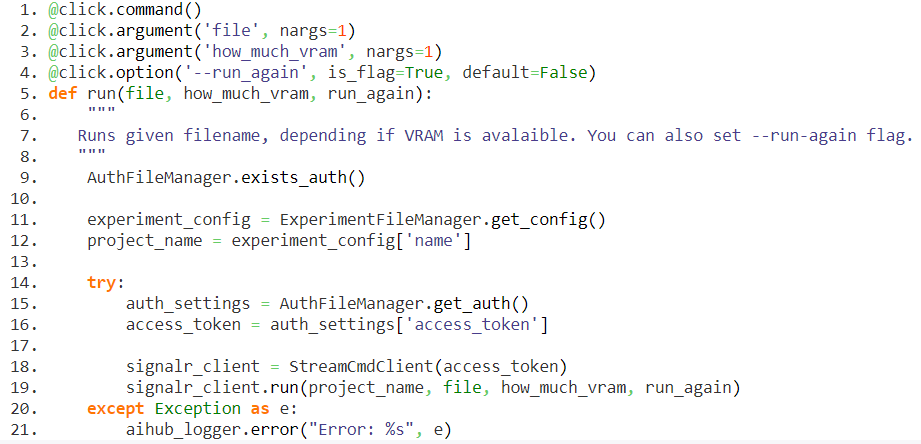 1. @click.command()
2. @click.argument('file', nargs=1)
3. @click.argument('how_much_vram', nargs=1)
4. @click.option('--run_again', is_flag=True, default=False)
5. def run(file, how_much_vram, run_again):
6.     """
7.    Runs given filename, depending if VRAM is avalaible. You can also set --run-again flag.
8.    """
9.     AuthFileManager.exists_auth()
10.
11.     experiment_config = ExperimentFileManager.get_config()
12.     project_name = experiment_config['name']
13.
14.     try:
15.         auth_settings = AuthFileManager.get_auth()
16.         access_token = auth_settings['access_token']
17.
18.         signalr_client = StreamCmdClient(access_token)
19.         signalr_client.run(project_name, file, how_much_vram, run_again)
20.     except Exception as e:
21.         aihub_logger.error("Error: %s", e)